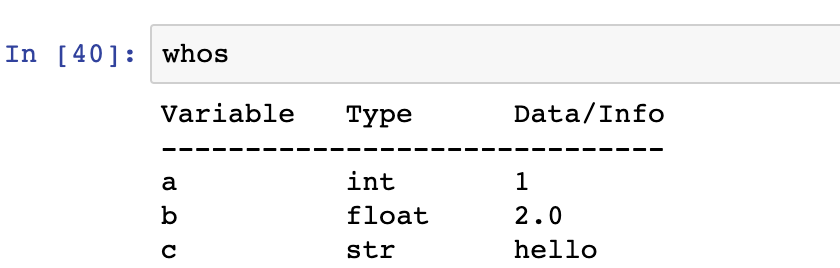 In [40]: whos
Variable   Type     Data/Info
------------------------------
a          int      1
b          float    2.0
c          str      hello